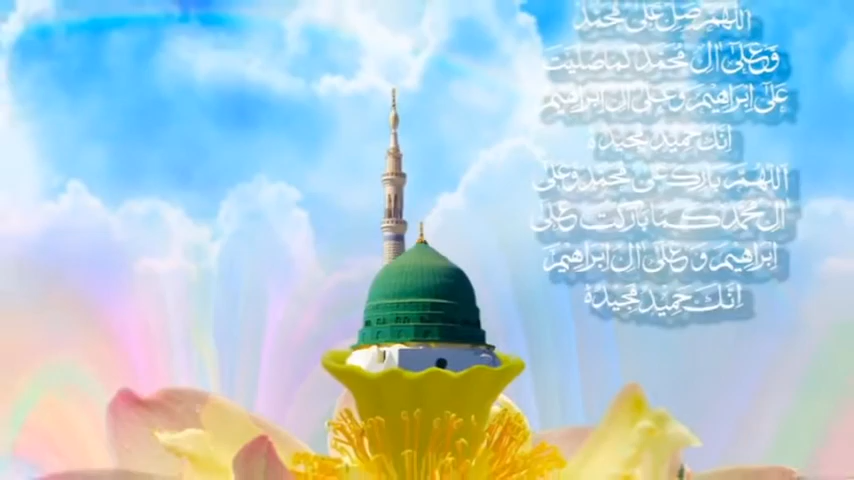 اللهم صل على محمد
وعلى آل محمد كما صليت
على ابراهيم وعلى آل ابراهيم
انك حميد مجيد
اللهم بارك على محمد وعلى
آل محمد كما باركت على
ابراهيم وعلى آل ابراهيم
انك حميد مجيد